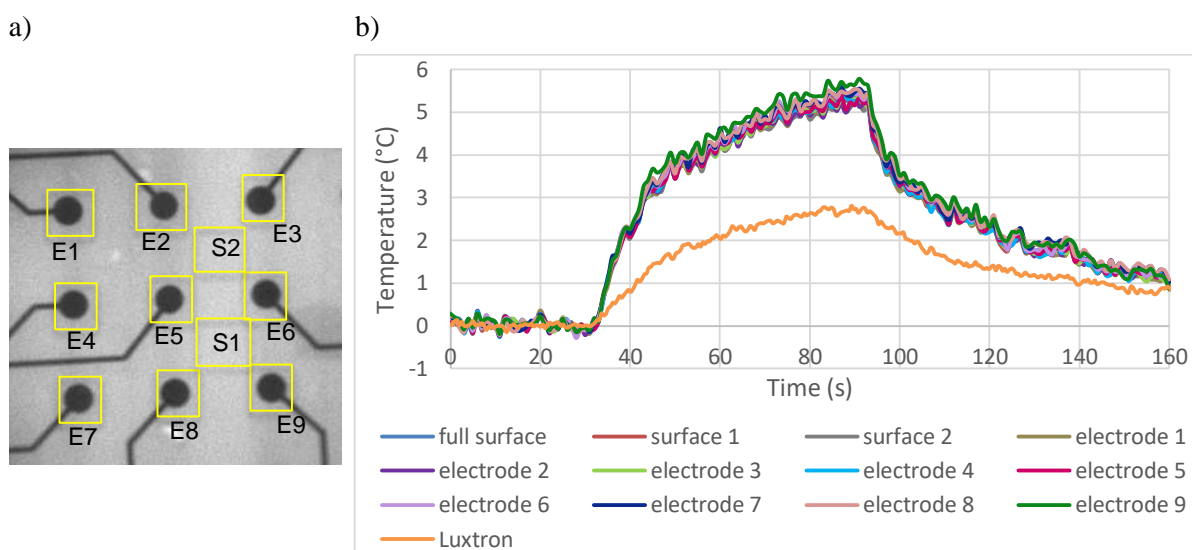 a)
b)
E1
E2
E3
S2
E4
E5
E6
S1
E7
E8
E9
Temperature (°C)
6
5
4
3
2
1
0
-1
0 20 40 60 80 100 120 140 160
Time (s)
full surface surface 1 surface 2 electrode 1
electrode 2 electrode 3 electrode 4 electrode 5
electrode 6 electrode 7 electrode 8 electrode 9
Luxtron